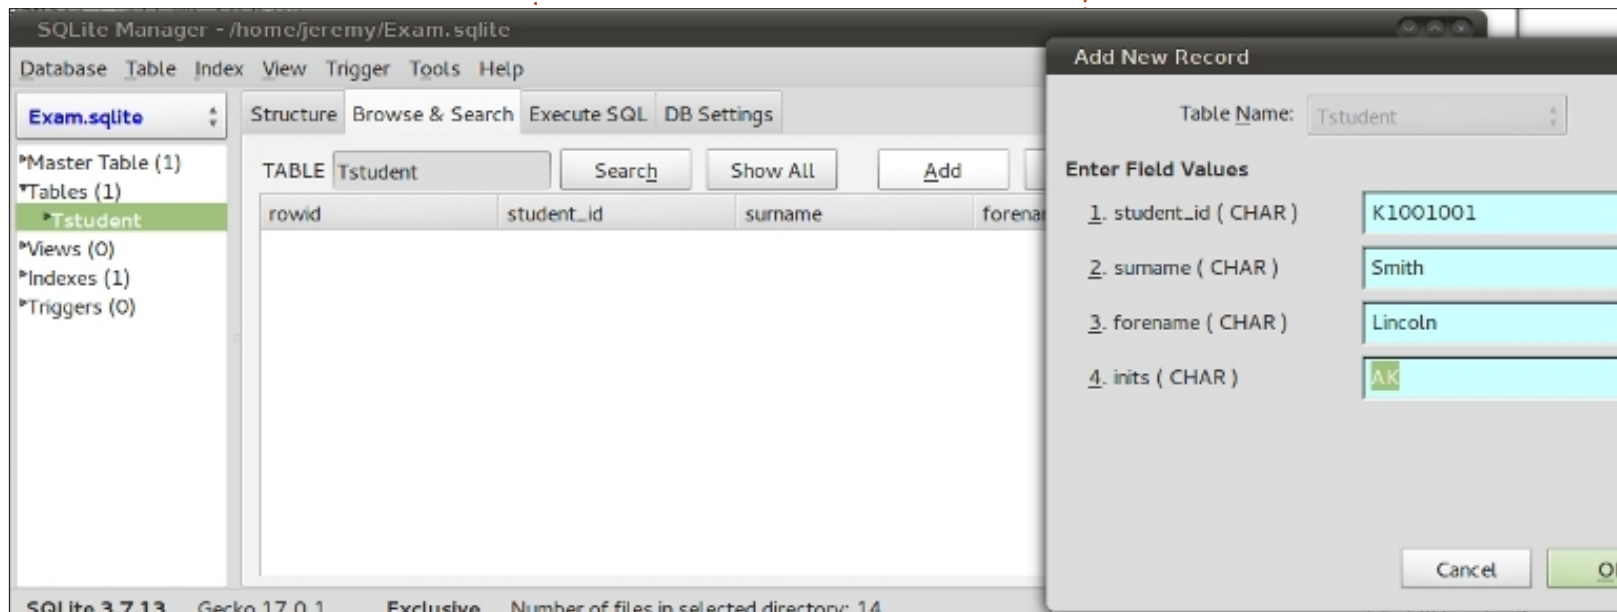 SQLite Manager - /home/jeremy/Exam.sqlite
Database Table Index View Trigger Tools Help
Exam.sqlite
Master Table (1)
Tables (1)
Tstudent
Views (0)
Indexes (1)
Triggers (0)
Structure Browse & Search Execute SQL DB Settings
TABLE Tstudent Search Show All Add
rowid student_id surname
SQLite 3.7.13 Gecko 17.0.1 Exclusive Number of files in selected directory: 14
Add New Record
Table Name: Tstudent
Enter Field Values
1. student_id ( CHAR ) K1001001
2. surname ( CHAR ) Smith
3. forename ( CHAR ) Lincoln
4. inits ( CHAR ) AK
Cancel